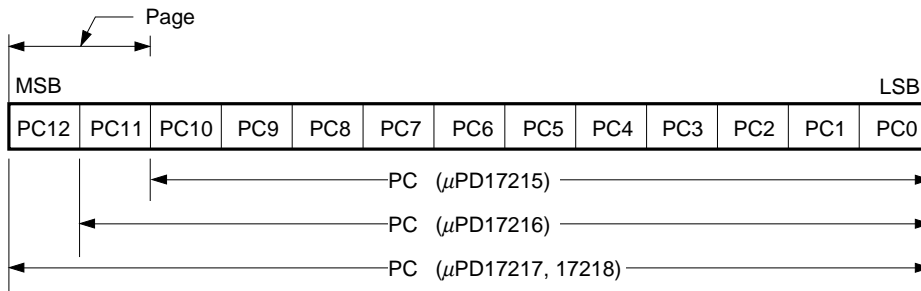 Page
MSB LSB
PC12 PC11 PC10 PC9 PC8 PC7 PC6 PC5 PC4 PC3 PC2 PC1 PC0
PC (μPD17215)
PC (μPD17216)
PC (μPD17217, 17218)